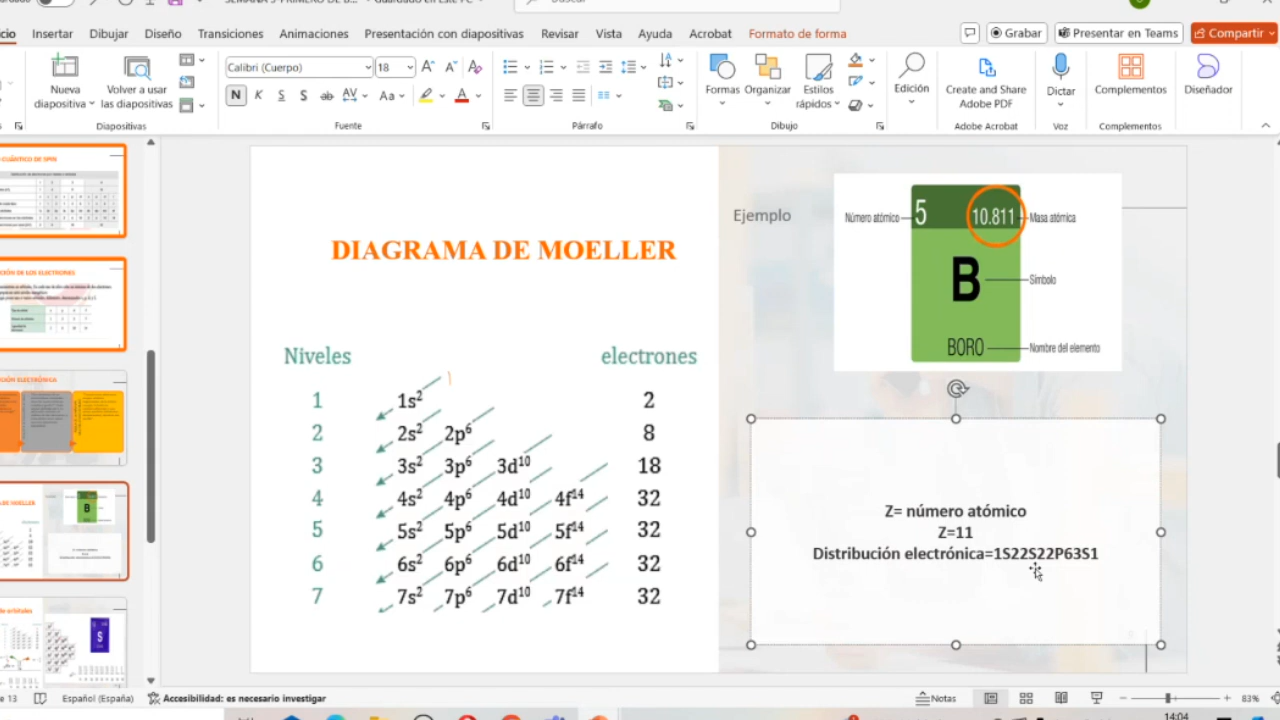 Insertar Dibujar Diseño Transiciones Animaciones Presentación con diapositivas Revisar Vista Ayuda Acrobat Formato de forma
Grabar Presentar en Teams Compartir
Nueva diapositiva
Volver a usar las diapositivas
Calibri (Cuerpo) 18
N K S S ab AV Aa A
Formas Organizar Estilos rápidos
Edición
Create and Share Adobe PDF
Dictar
Complementos
Diseñador
Diapositivas Fuente Párrafo Dibujo Adobe Acrobat Voz Complementos
DIAGRAMA DE MOELLER
Niveles electrones
1 1s² 2
2 2s² 2p⁶ 8
3 3s² 3p⁶ 3d¹⁰ 18
4 4s² 4p⁶ 4d¹⁰ 4f¹⁴ 32
5 5s² 5p⁶ 5d¹⁰ 5f¹⁴ 32
6 6s² 6p⁶ 6d¹⁰ 6f¹⁴ 32
7 7s² 7p⁶ 7d¹⁰ 7f¹⁴ 32
Ejemplo
Número atómico 5 10.811 Masa atómica
B Símbolo
BORO Nombre del elemento
Z= número atómico
Z=11
Distribución electrónica=1S22S22P63S1
de 13 Español (España) Accesibilidad: es necesario investigar Notas 83%
14:04